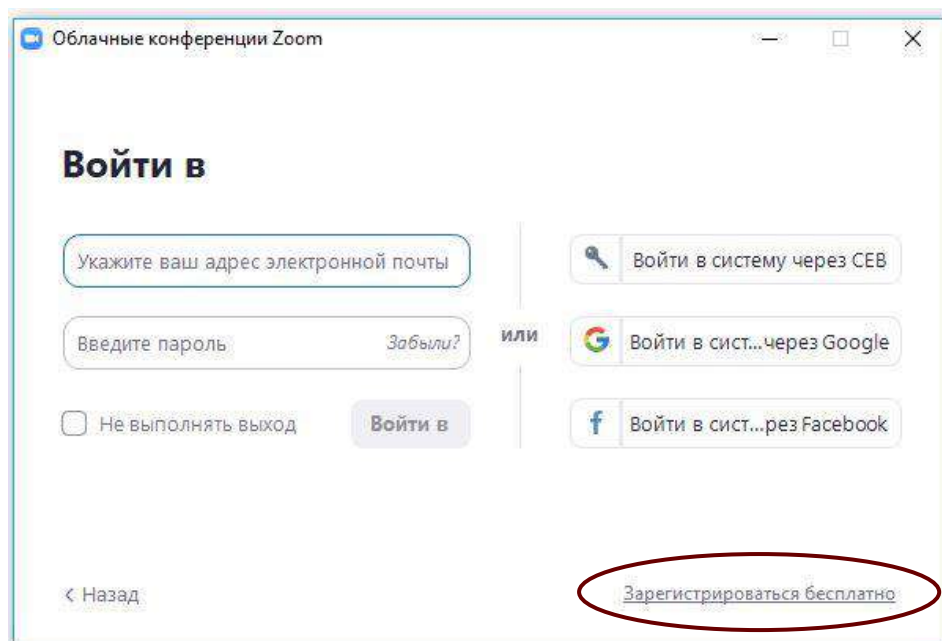 Облачные конференции Zoom
Войти в
Укажите ваш адрес электронной почты
Введите пароль Забыли?
Не выполнять выход Войти в
или
Войти в систему через СЕВ
Войти в сист...через Google
Войти в сист...рез Facebook
< Назад
Зарегистрироваться бесплатно